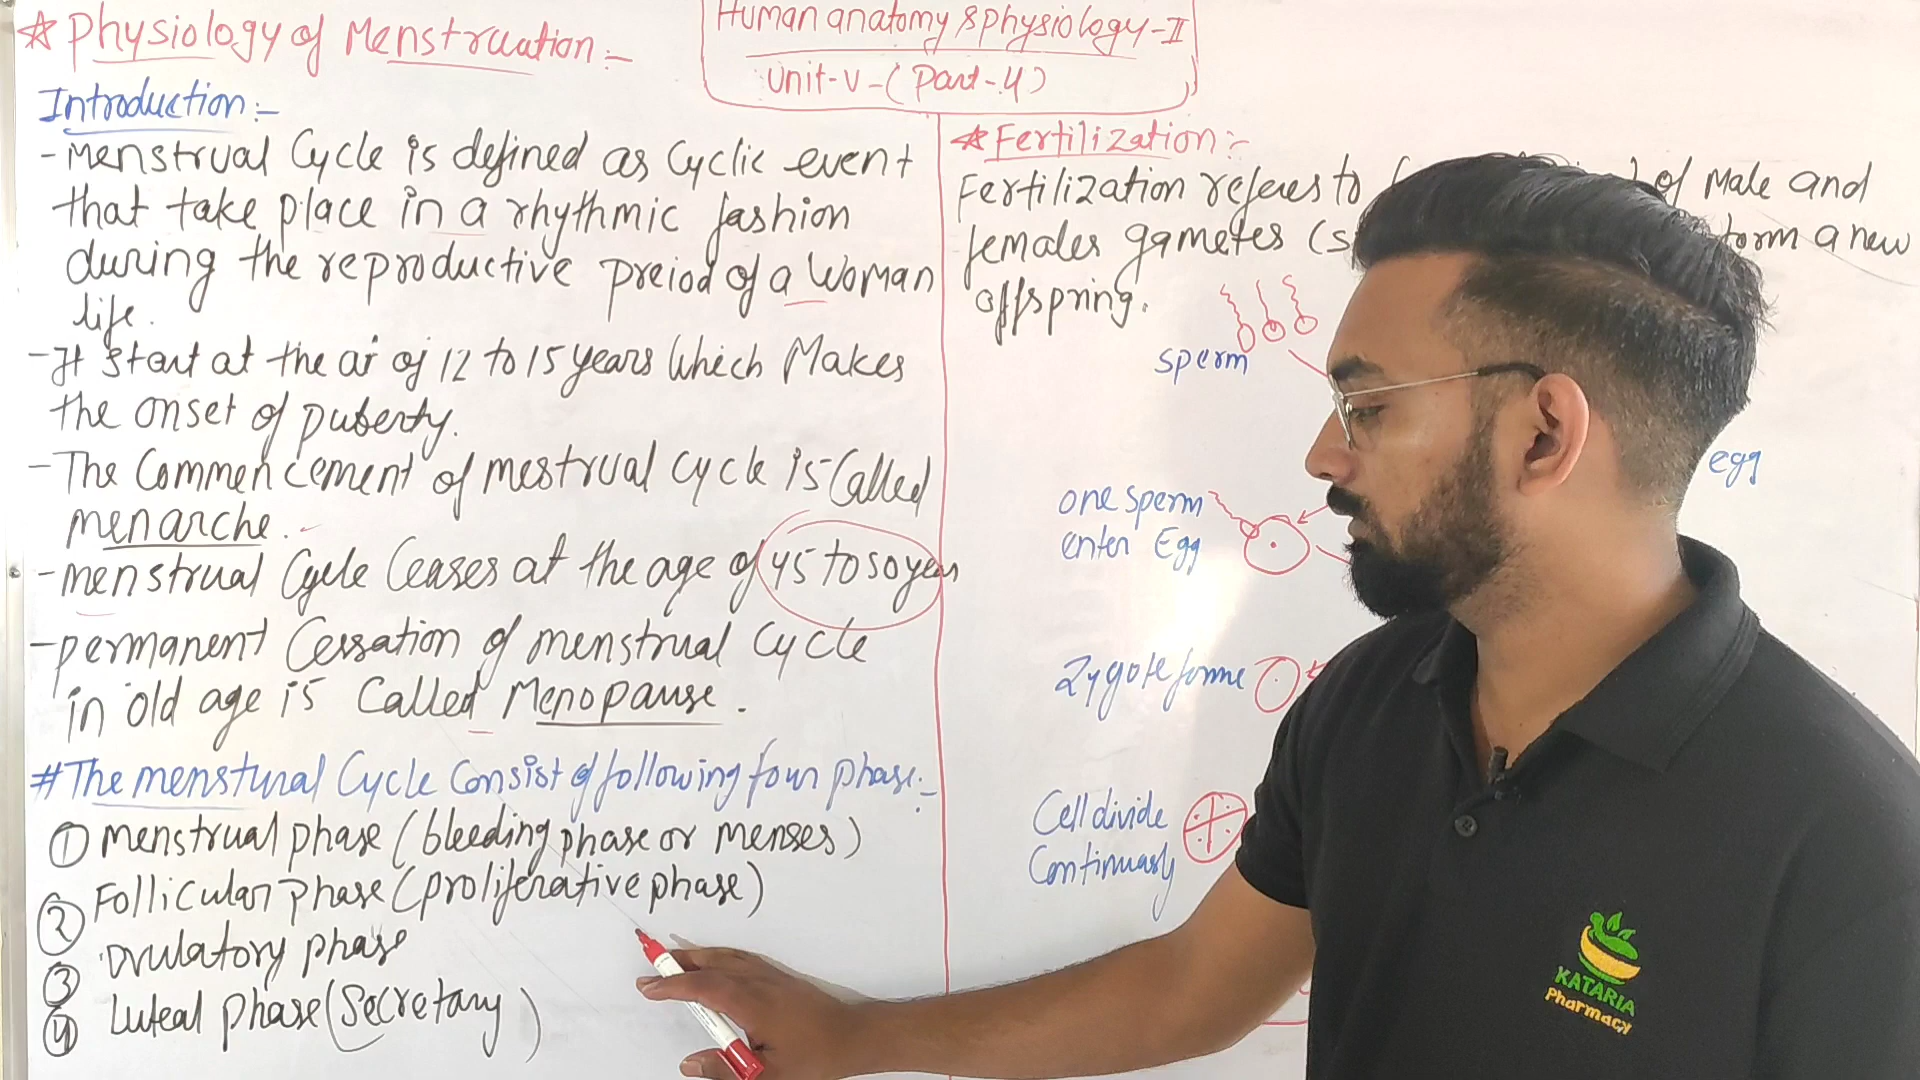 Human anatomy & physiology-II
Unit-V-(Part-4)
☆ Physiology of Menstruation:-
Introduction:-
- Menstrual Cycle is defined as Cyclic event
that take place in a rhythmic fashion
during the reproductive preiod of a Woman
life.
- It start at the at of 12 to 15 years Which Makes
the onset of puberty.
- The Commencement of mestrual cycle is Called
menarche.
- menstrual Cycle Ceases at the age of 45 to 50 year
- permanent Cessation of menstrual Cycle
in old age is Called Menopause.
# The menstural Cycle Consist of following four phase:-
① Menstrual phase (bleeding phase or menses)
② Follicular phase (proliferative phase)
③ Ovulatory phase
④ Luteal phase (Secretary)
☆ Fertilization:-
Fertilization referes to of Male and
females gametes (s form a new
offspring.
sperm
egg
one sperm
enter Egg
Zygote forme
Cell divide
Continuasly
KATARIA
Pharmacy